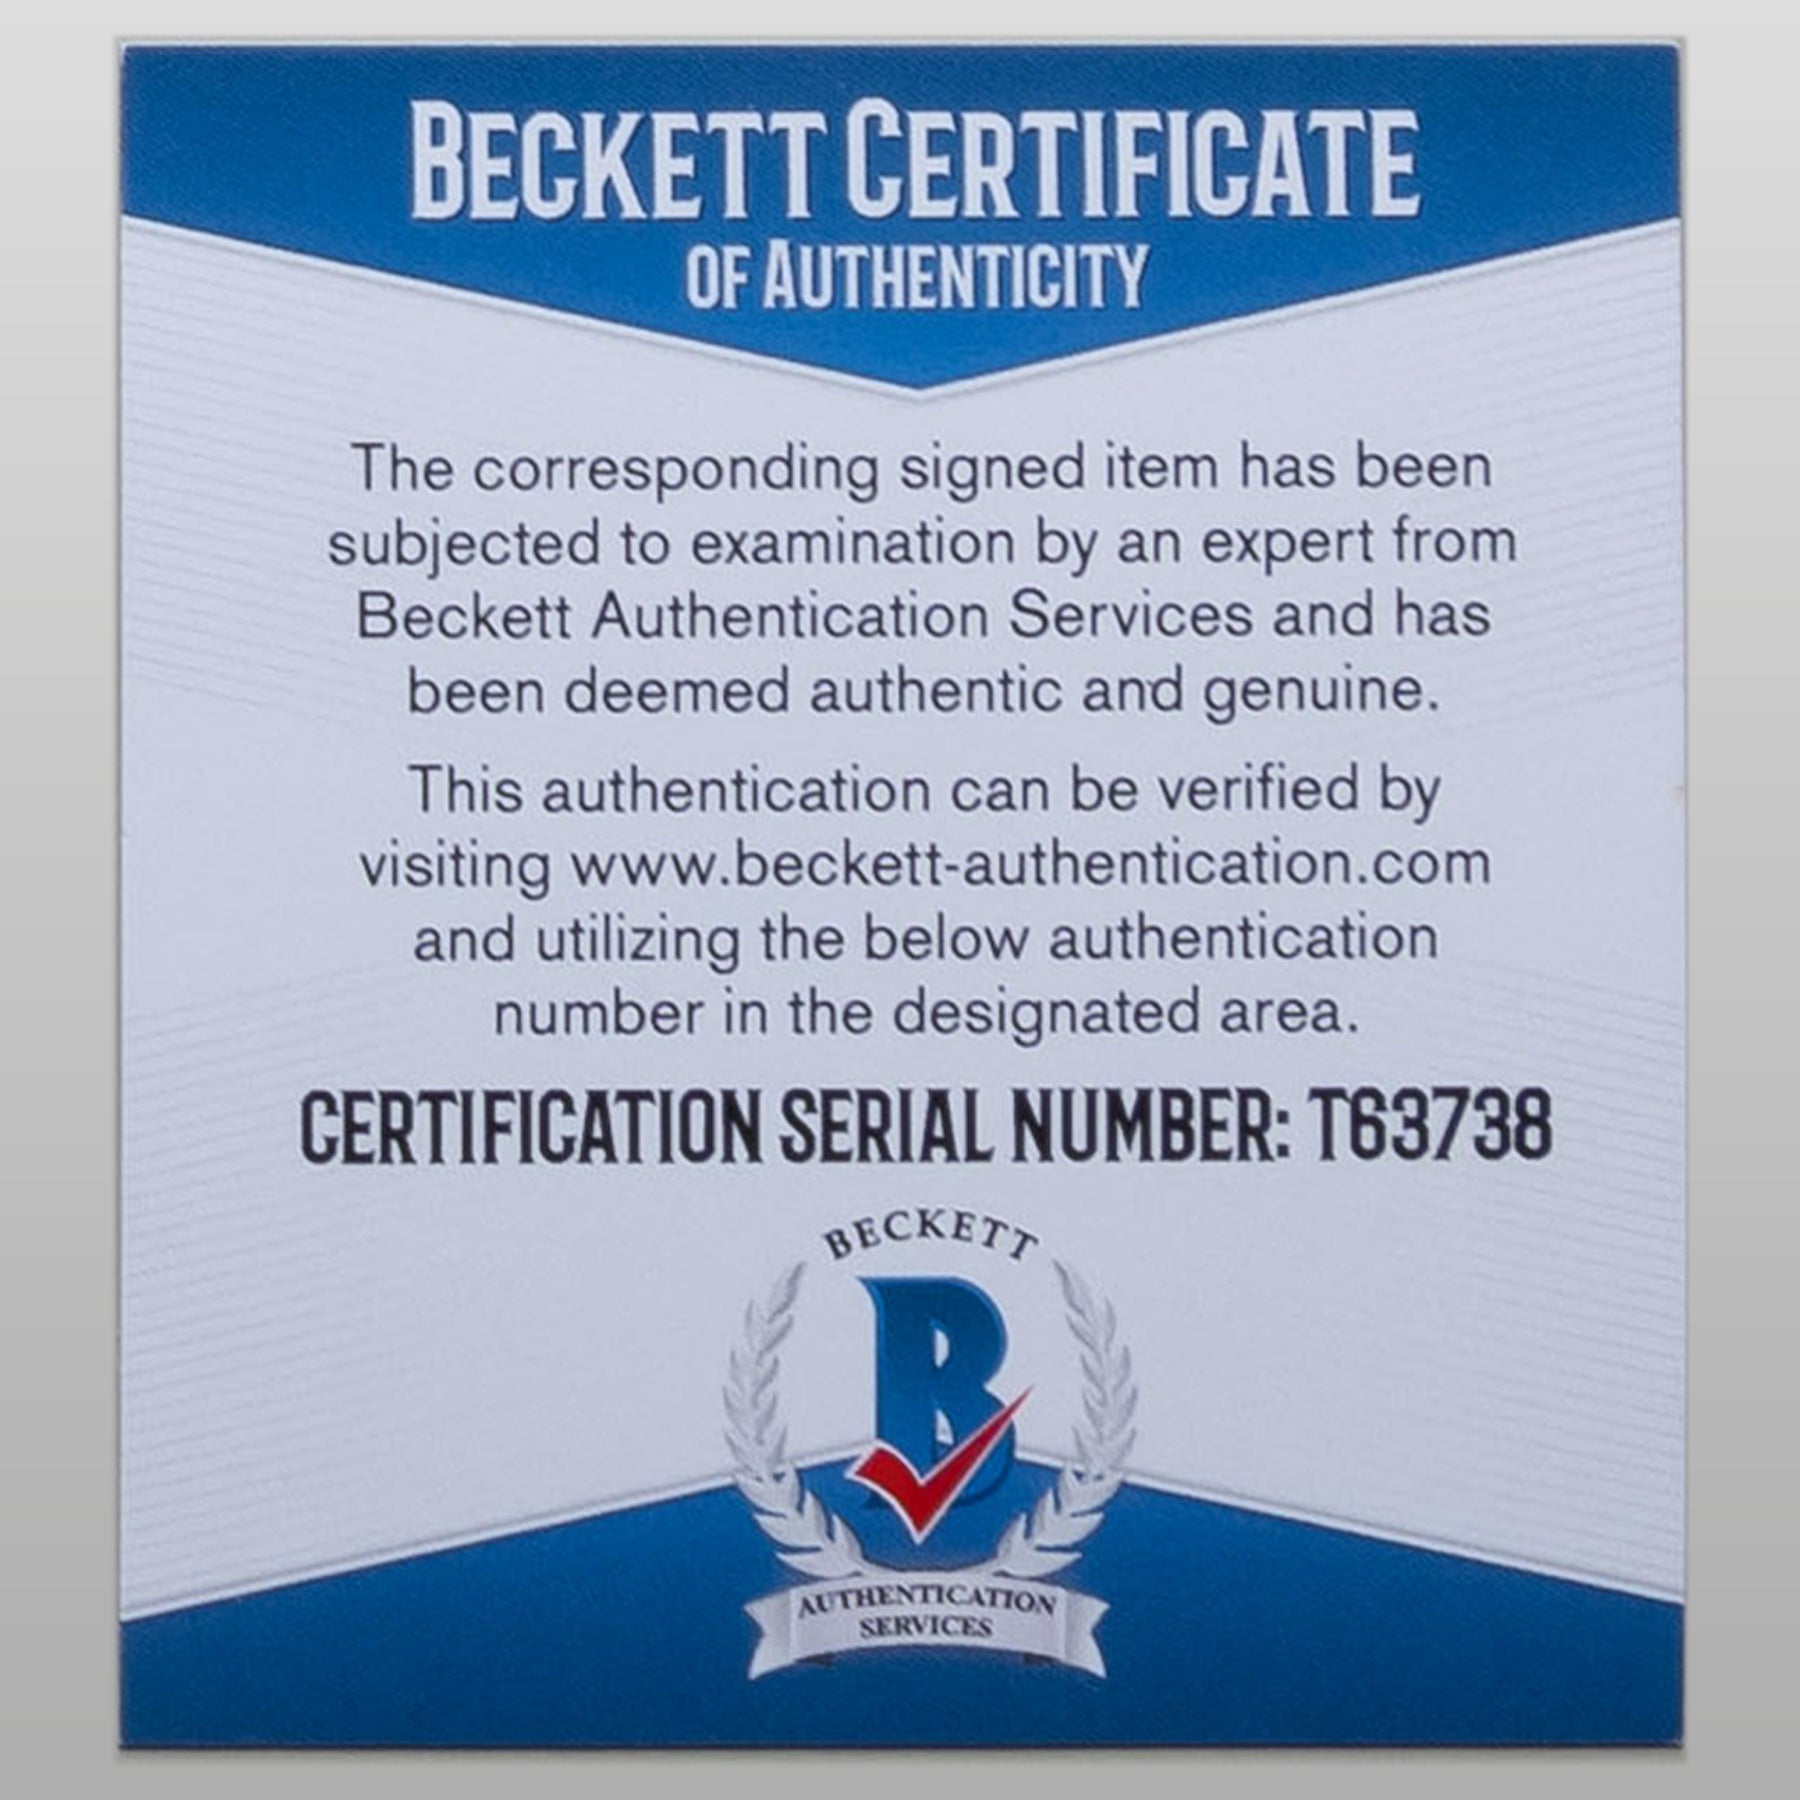 BECKETT CERTIFICATE
OF AUTHENTICITY
The corresponding signed item has been
subjected to examination by an expert from
Beckett Authentication Services and has
been deemed authentic and genuine.
This authentication can be verified by
visiting www.beckett-authentication.com
and utilizing the below authentication
number in the designated area.
CERTIFICATION SERIAL NUMBER: T63738
BECKETT
B
AUTHENTICATION
SERVICES